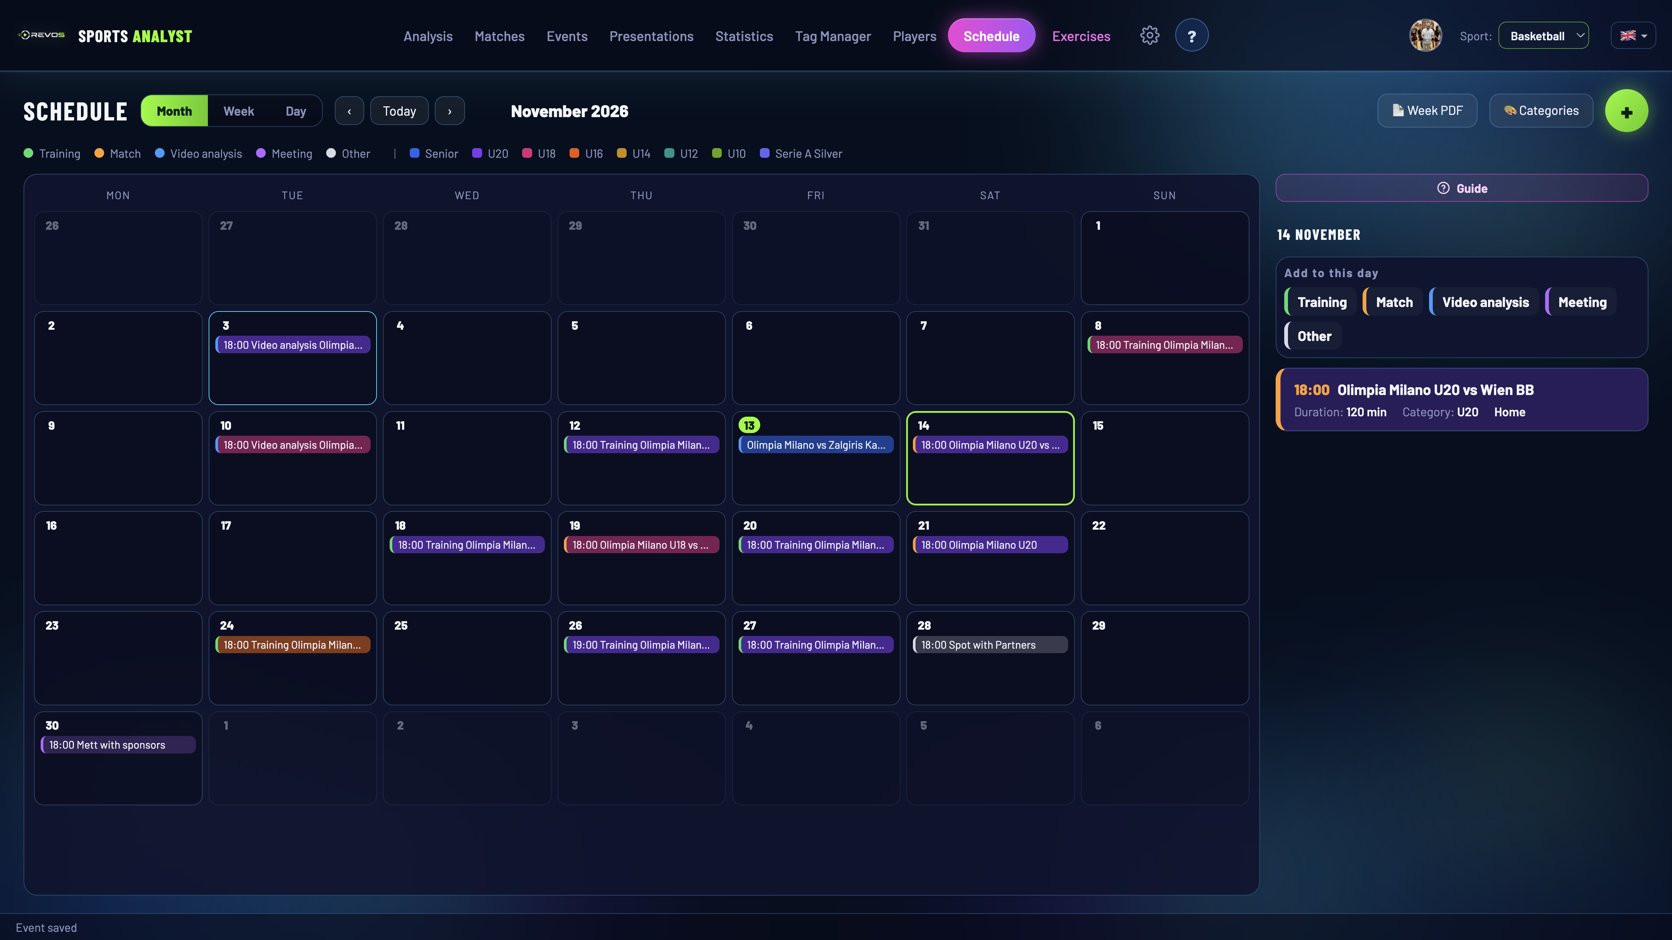 REVOS SPORTS ANALYST
Analysis Matches Events Presentations Statistics Tag Manager Players Schedule Exercises ? Sport: Basketball
SCHEDULE Month Week Day ‹ Today › November 2026 Week PDF Categories +
Training Match Video analysis Meeting Other | Senior U20 U18 U16 U14 U12 U10 Serie A Silver
MON TUE WED THU FRI SAT SUN
26 27 28 29 30 31 1
2 3 4 5 6 7 8
18:00 Video analysis Olimpia... 18:00 Training Olimpia Milan...
9 10 11 12 13 14 15
18:00 Video analysis Olimpia... 18:00 Training Olimpia Milan... Olimpia Milano vs Zalgiris Ka... 18:00 Olimpia Milano U20 vs ...
16 17 18 19 20 21 22
18:00 Training Olimpia Milan... 18:00 Olimpia Milano U18 vs ... 18:00 Training Olimpia Milan... 18:00 Olimpia Milano U20
23 24 25 26 27 28 29
18:00 Training Olimpia Milan... 19:00 Training Olimpia Milan... 18:00 Training Olimpia Milan... 18:00 Spot with Partners
30 1 2 3 4 5 6
18:00 Mett with sponsors
? Guide
14 NOVEMBER
Add to this day
Training Match Video analysis Meeting
Other
18:00 Olimpia Milano U20 vs Wien BB
Duration: 120 min Category: U20 Home
Event saved